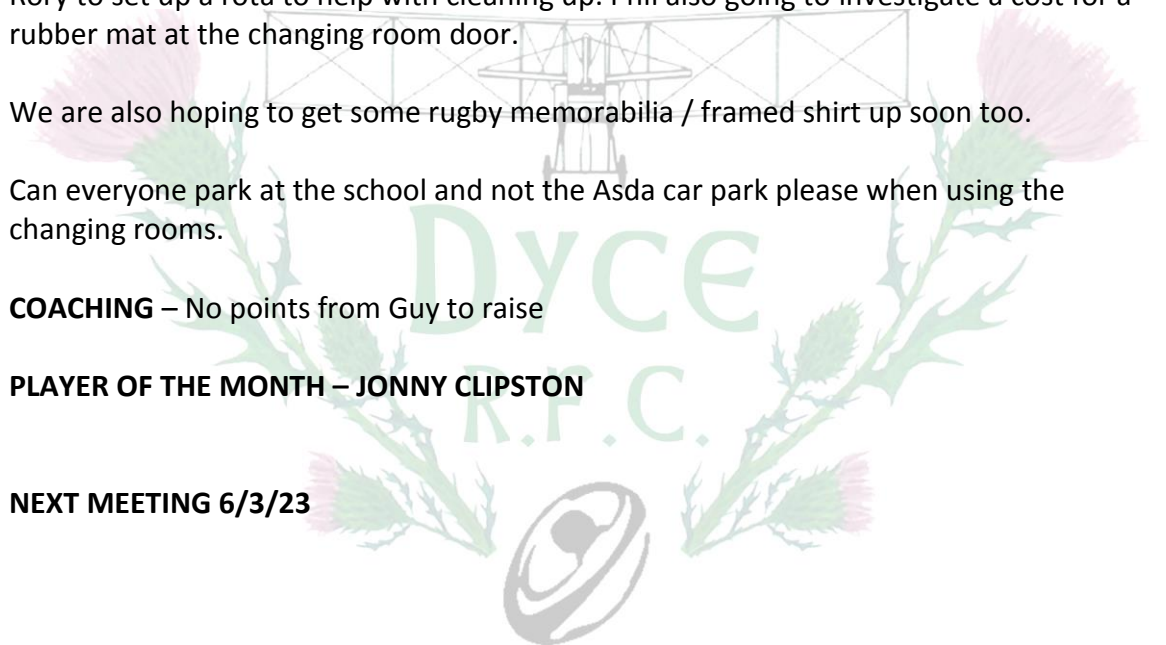 Rory to set up a rota to help with cleaning up. Phil also going to investigate a cost for a
rubber mat at the changing room door.
We are also hoping to get some rugby memorabilia / framed shirt up soon too.
Can everyone park at the school and not the Asda car park please when using the
changing rooms.
COACHING – No points from Guy to raise
PLAYER OF THE MONTH – JONNY CLIPSTON
NEXT MEETING 6/3/23
DYCE
R.F.C.